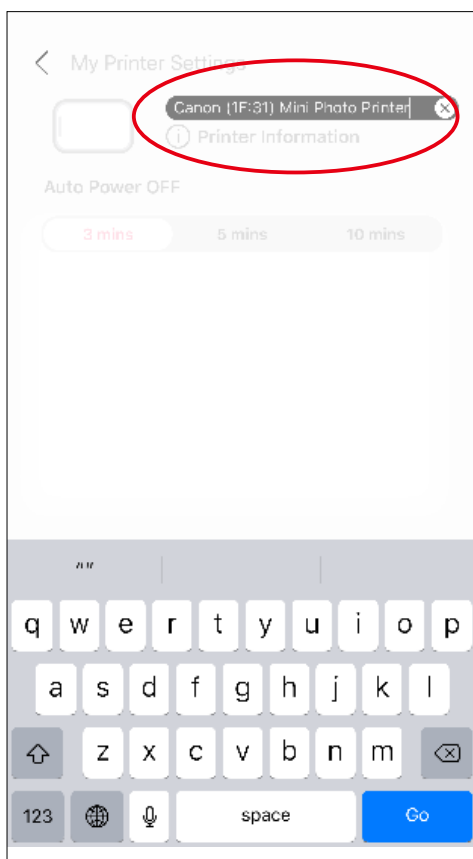 My Printer Settings
Canon (1F:31) Mini Photo Printer
Printer Information
Auto Power OFF
3 mins 5 mins 10 mins
“”
q w e r t y u i o p
a s d f g h j k l
z x c v b n m
123 space Go